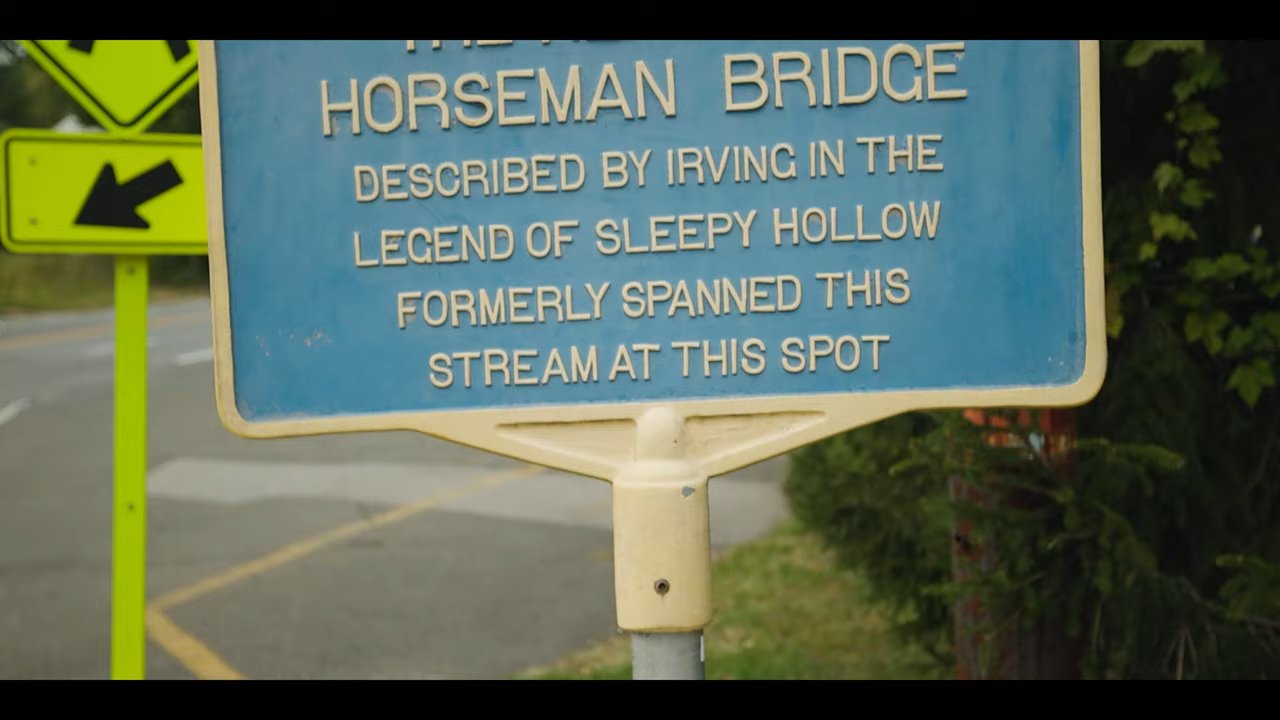 HORSEMAN BRIDGE
DESCRIBED BY IRVING IN THE
LEGEND OF SLEEPY HOLLOW
FORMERLY SPANNED THIS
STREAM AT THIS SPOT